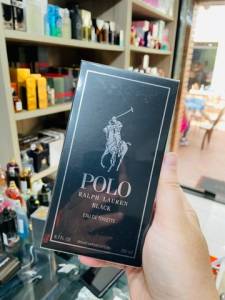 POLO
RALPH LAUREN
BLACK
EAU DE TOILETTE